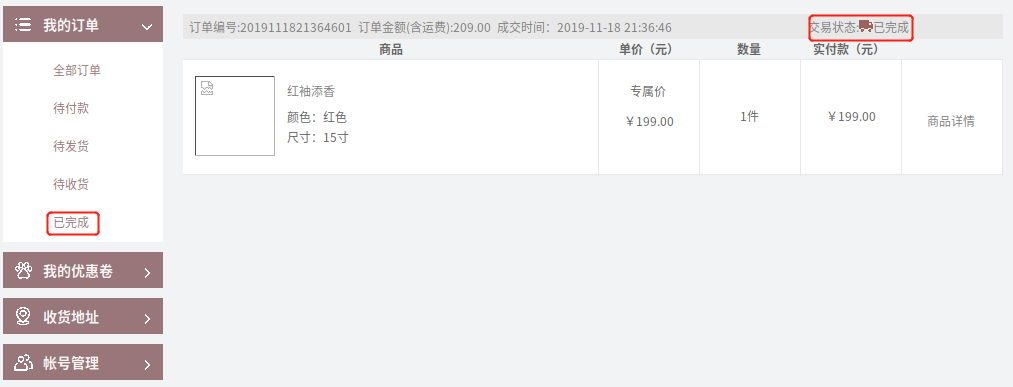 我的订单
全部订单
待付款
待发货
待收货
已完成
我的优惠卷
收货地址
帐号管理
订单编号:2019111821364601 订单金额(含运费):209.00 成交时间：2019-11-18 21:36:46 交易状态:已完成
商品 单价（元） 数量 实付款（元）
红袖添香
颜色：红色
尺寸：15寸
专属价
￥199.00
1件
￥199.00
商品详情